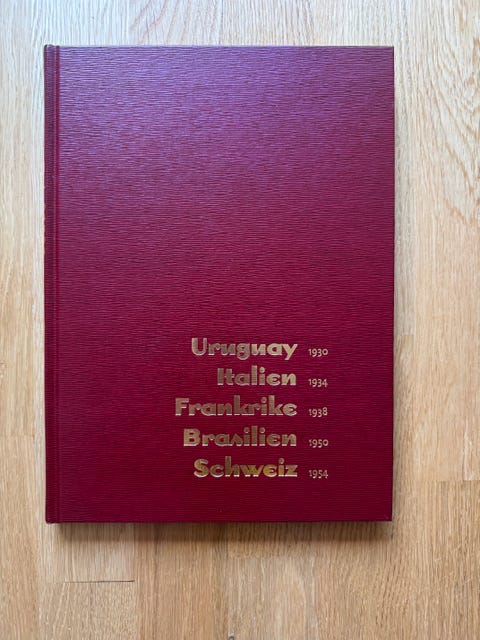 Uruguay 1930
Italien 1934
Frankrike 1938
Brasilien 1950
Schweiz 1954